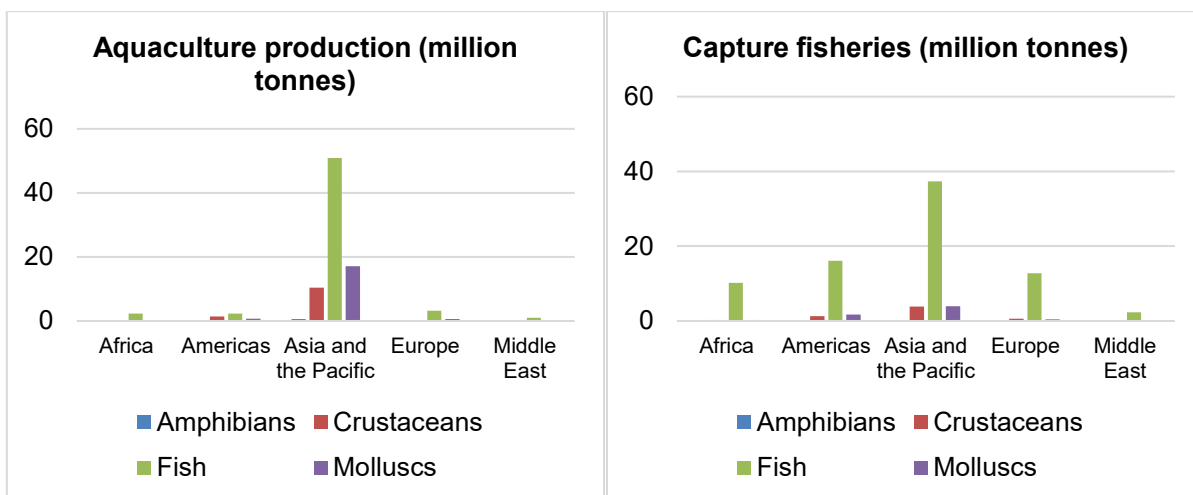 Aquaculture production (million
tonnes)
60
40
20
0
Africa
Americas
Asia and
the Pacific
Europe
Middle
East
Amphibians
Crustaceans
Fish
Molluscs
Capture fisheries (million tonnes)
60
40
20
0
Africa
Americas
Asia and
the Pacific
Europe
Middle
East
Amphibians
Crustaceans
Fish
Molluscs